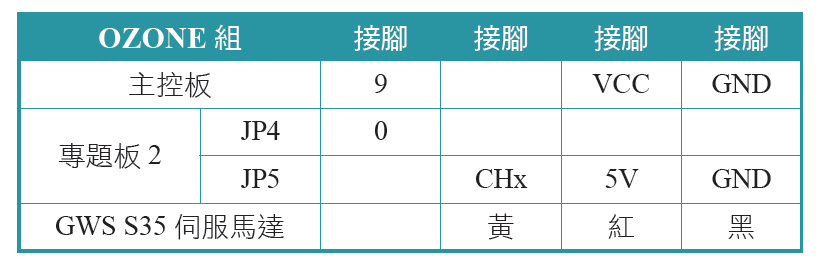 OZONE 組 接腳 接腳 接腳 接腳
主控板 9 VCC GND
專題板 2 JP4 0
JP5 CHx 5V GND
GWS S35 伺服馬達 黃 紅 黑